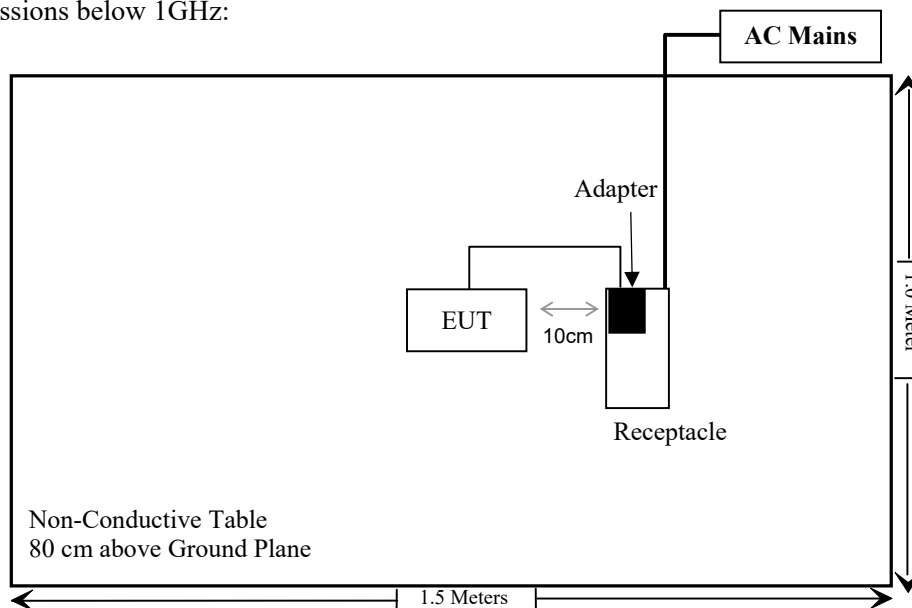 ssions below 1GHz:
AC Mains
Adapter
EUT
10cm
Receptacle
Non-Conductive Table
80 cm above Ground Plane
1.5 Meters